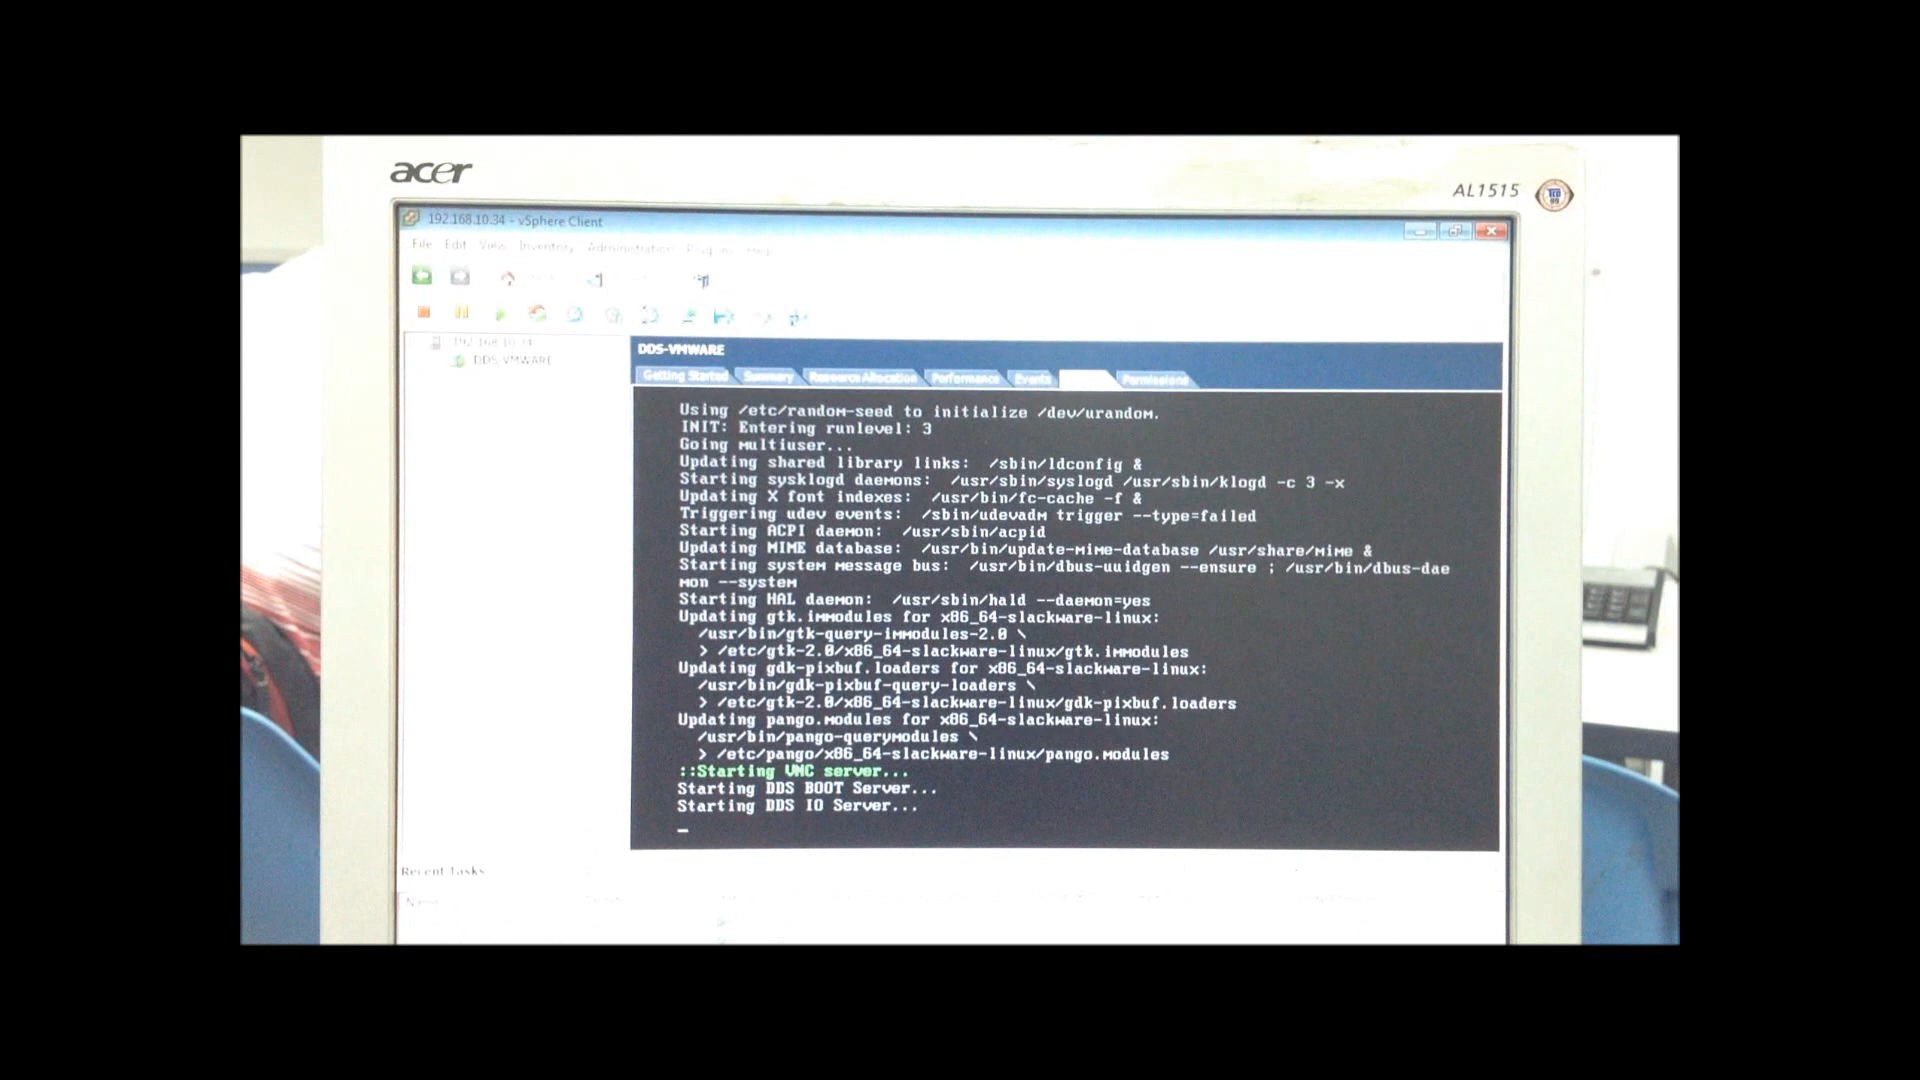 acer
AL1515
TCO
99
192.168.10.34 - vSphere Client
File Edit View Inventory Administration Plug-ins Help
192.168.10.34
DDS-VMWARE
DDS-VMWARE
Getting Started Summary Resource Allocation Performance Events Permissions
Using /etc/random-seed to initialize /dev/urandom.
INIT: Entering runlevel: 3
Going multiuser...
Updating shared library links:  /sbin/ldconfig &
Starting sysklogd daemons:  /usr/sbin/syslogd /usr/sbin/klogd -c 3 -x
Updating X font indexes:  /usr/bin/fc-cache -f &
Triggering udev events:  /sbin/udevadm trigger --type=failed
Starting ACPI daemon:  /usr/sbin/acpid
Updating MIME database:  /usr/bin/update-mime-database /usr/share/mime &
Starting system message bus:  /usr/bin/dbus-uuidgen --ensure ; /usr/bin/dbus-dae
mon --system
Starting HAL daemon:  /usr/sbin/hald --daemon=yes
Updating gtk.immodules for x86_64-slackware-linux:
/usr/bin/gtk-query-immodules-2.0 \
> /etc/gtk-2.0/x86_64-slackware-linux/gtk.immodules
Updating gdk-pixbuf.loaders for x86_64-slackware-linux:
/usr/bin/gdk-pixbuf-query-loaders \
> /etc/gtk-2.0/x86_64-slackware-linux/gdk-pixbuf.loaders
Updating pango.modules for x86_64-slackware-linux:
/usr/bin/pango-querymodules \
> /etc/pango/x86_64-slackware-linux/pango.modules
::Starting VNC server...
Starting DDS BOOT Server...
Starting DDS IO Server...
Recent Tasks
Name